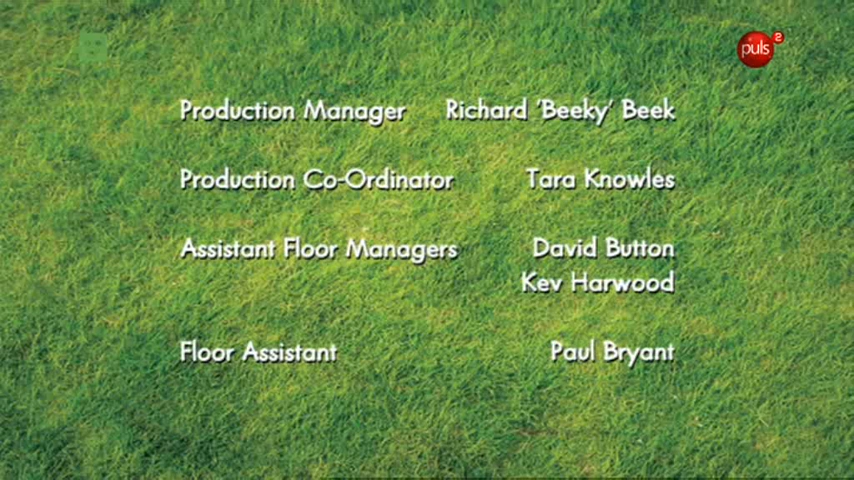 puls 2
Production Manager Richard 'Beeky' Beek
Production Co-Ordinator Tara Knowles
Assistant Floor Managers David Button
Kev Harwood
Floor Assistant Paul Bryant